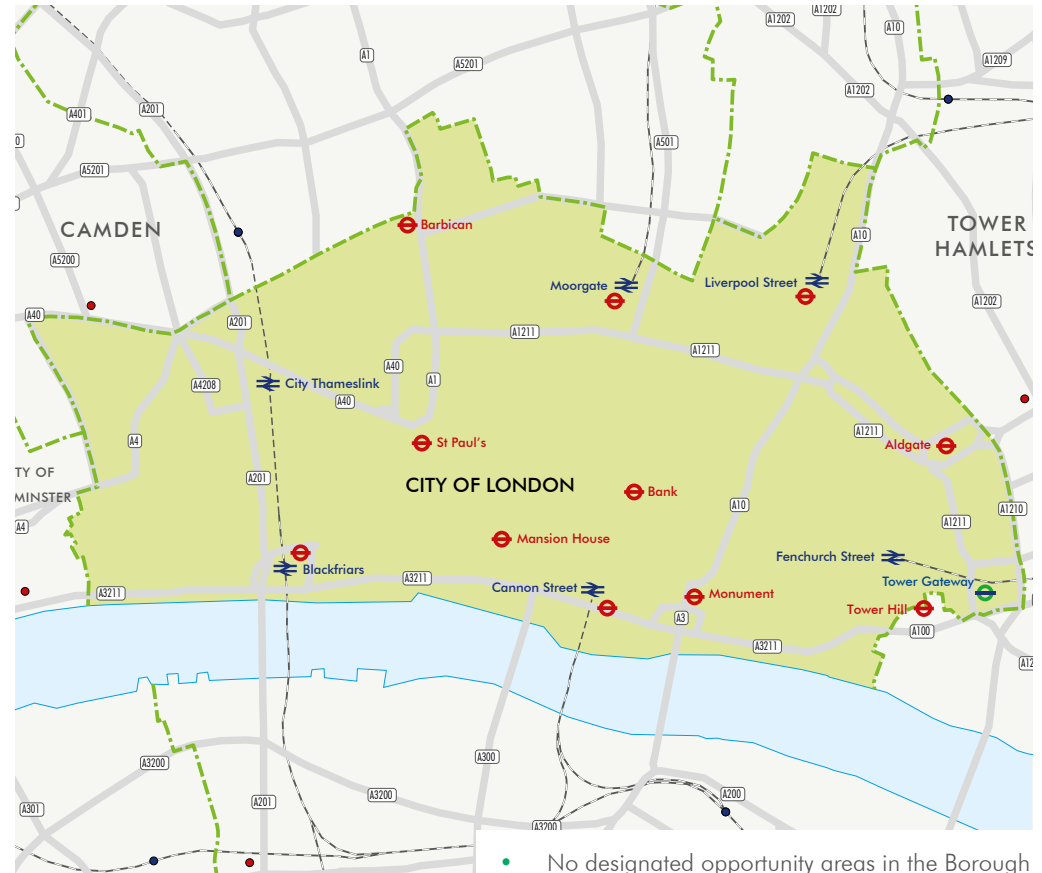 A1202
A1202
A10
A1
A5201
A1209
A1202
A401
A201
A501
A5201
CAMDEN
Barbican
TOWER
HAMLETS
A10
A5200
Moorgate
Liverpool Street
A1202
A40
A201
A1211
A1211
A40
A1
A4208
City Thameslink
A40
A1211
A4
St Paul's
Aldgate
TY OF
MINSTER
A201
CITY OF LONDON
Bank
A10
A1210
A4
A1211
Mansion House
Fenchurch Street
Blackfriars
A3211
Cannon Street
Tower Gateway
A3211
Monument
Tower Hill
A3
A100
A3211
A12
A3200
A300
A301
A201
A3200
A200
A3200
• No designated opportunity areas in the Borough